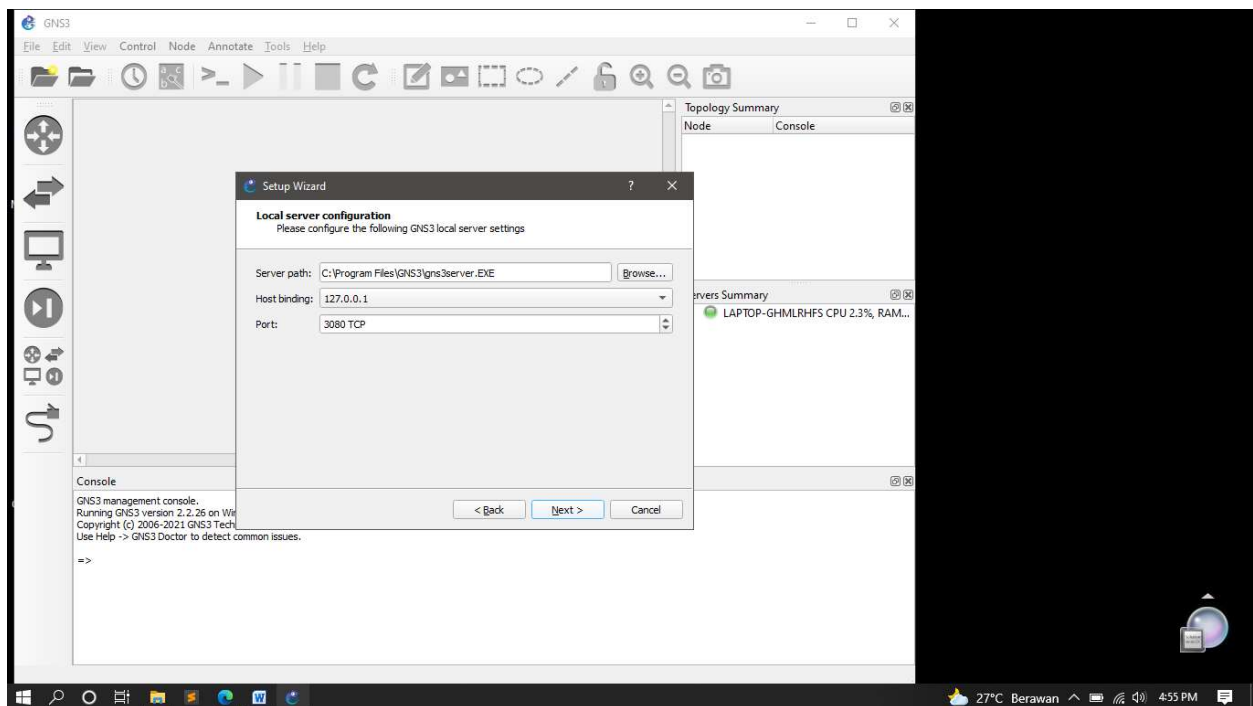 GNS3
File Edit View Control Node Annotate Tools Help
Topology Summary
Node Console
Setup Wizard ?
Local server configuration
Please configure the following GNS3 local server settings
Server path: C:\Program Files\GNS3\gns3server.EXE Browse...
Host binding: 127.0.0.1
Port: 3080 TCP
ervers Summary
LAPTOP-GHMLRHFS CPU 2.3%, RAM...
< Back Next > Cancel
Console
GNS3 management console.
Running GNS3 version 2.2.26 on Wi
Copyright (c) 2006-2021 GNS3 Tech
Use Help -> GNS3 Doctor to detect common issues.
=>
27°C Berawan 4:55 PM